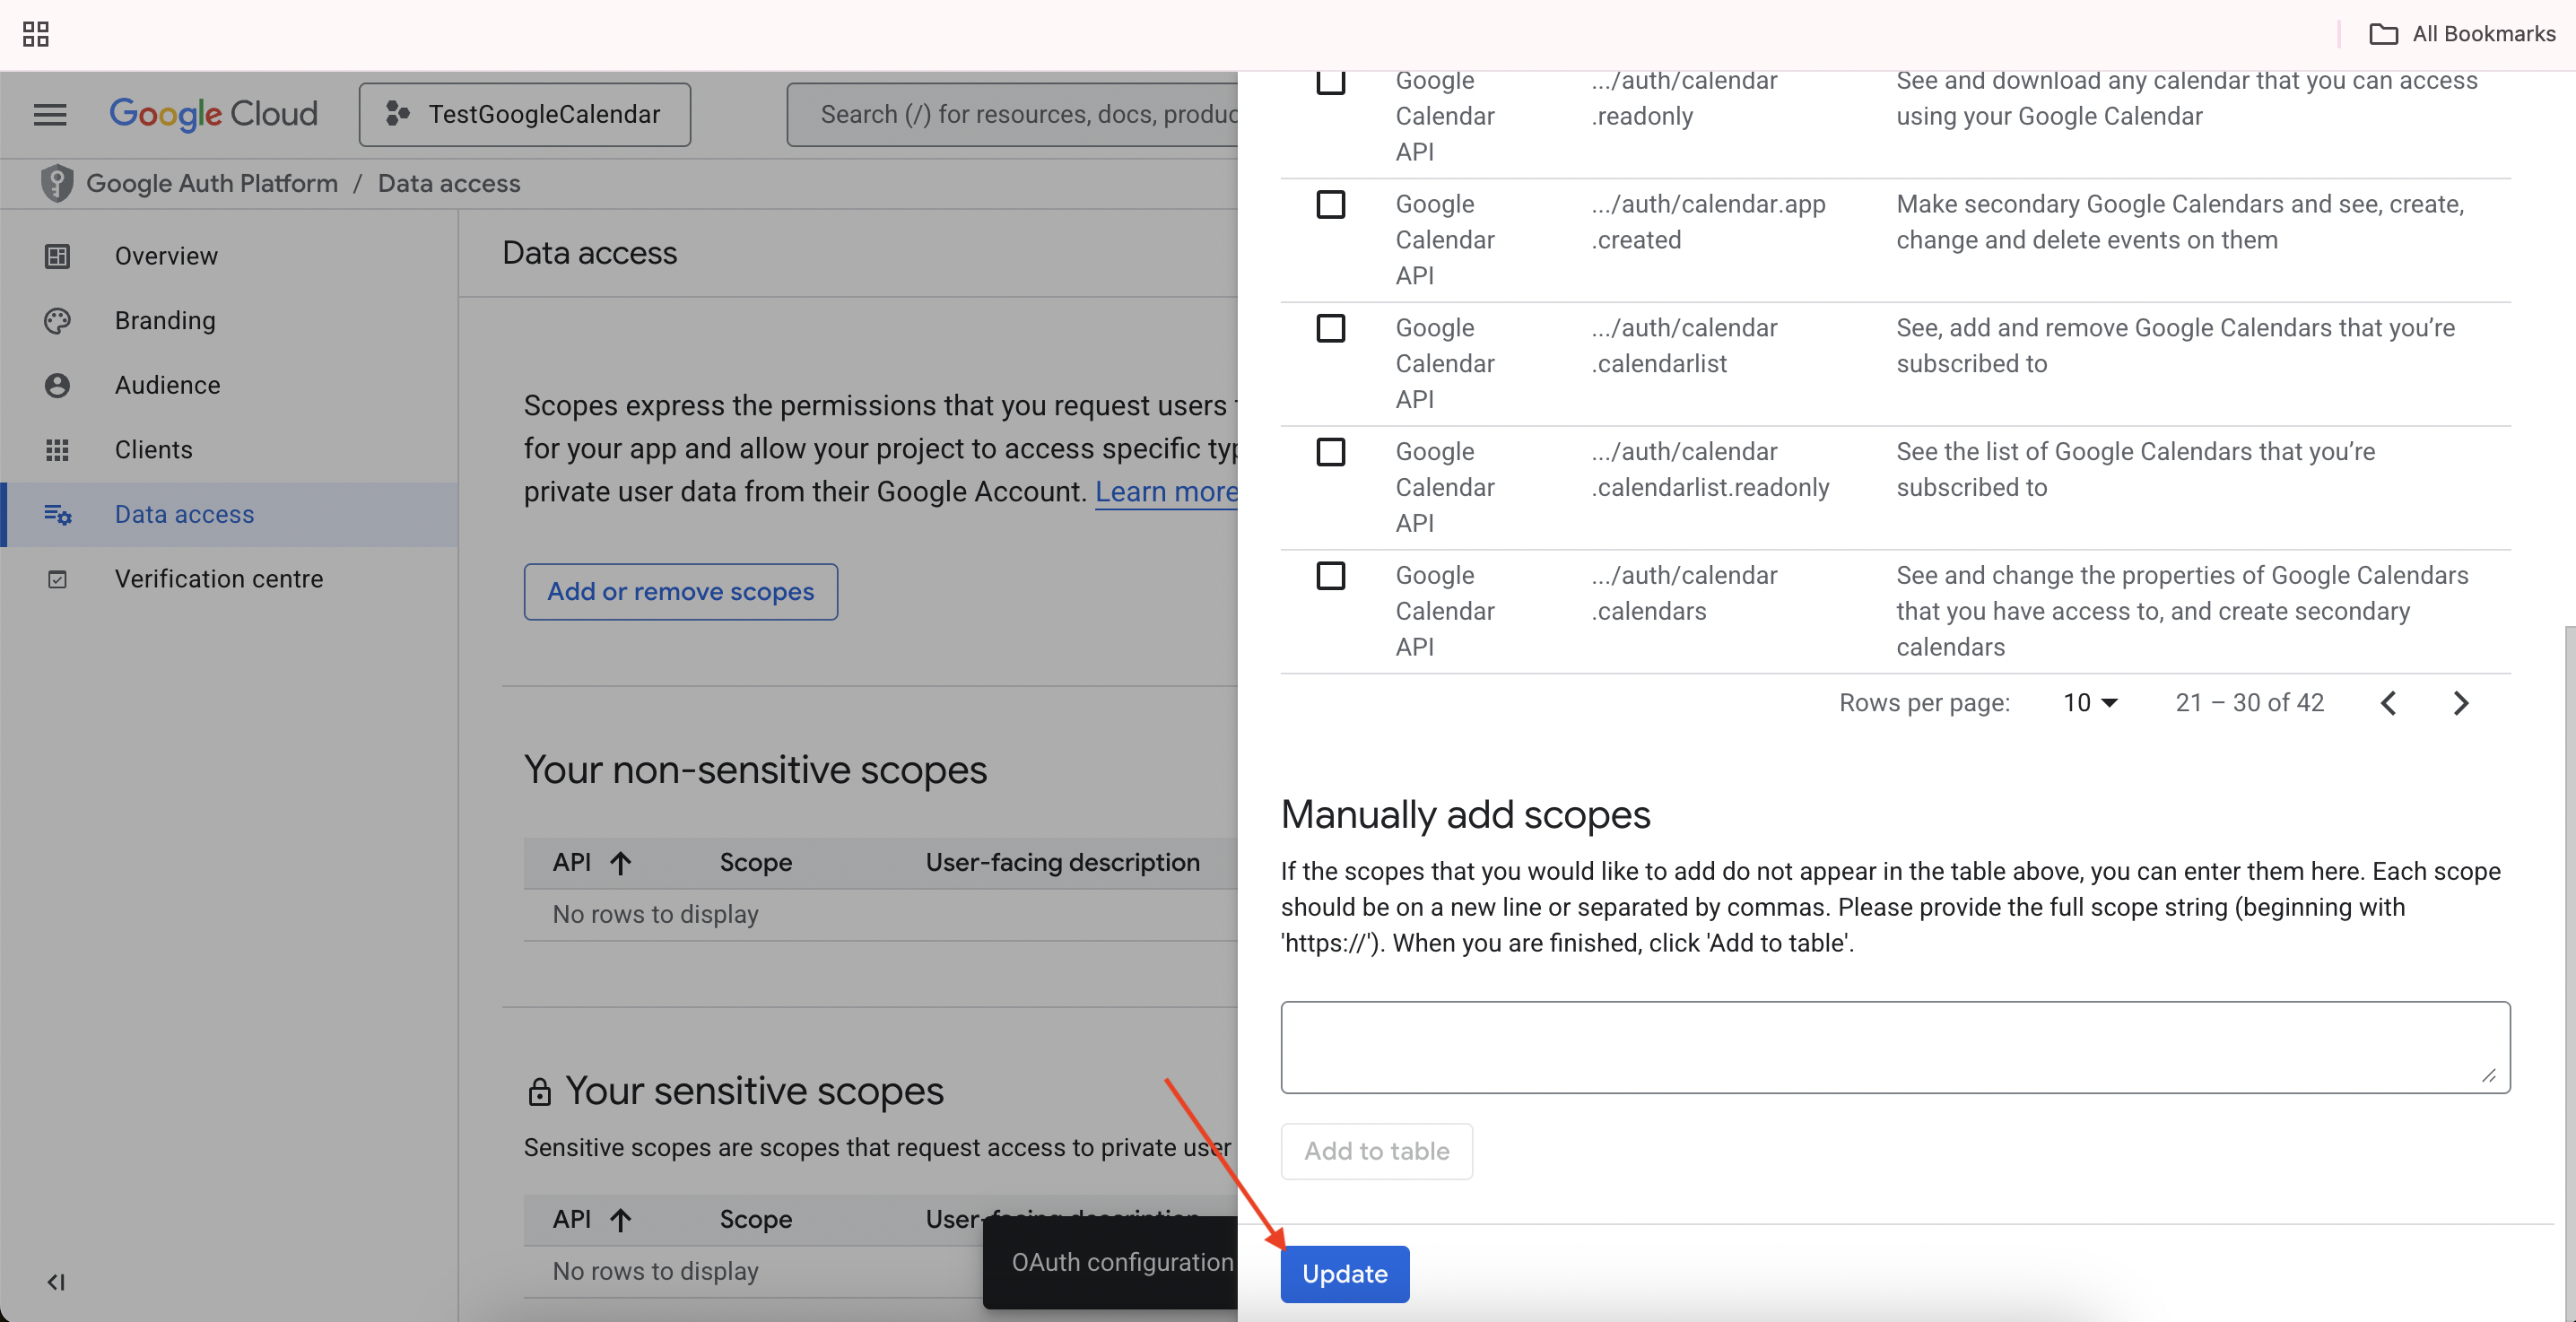 All Bookmarks
Google Cloud
TestGoogleCalendar
Search (/) for resources, docs, produc
Google Auth Platform / Data access
Overview
Branding
Audience
Clients
Data access
Verification centre
Data access
Scopes express the permissions that you request users
for your app and allow your project to access specific typ
private user data from their Google Account. Learn more
Add or remove scopes
Your non-sensitive scopes
API Scope User-facing description
No rows to display
Your sensitive scopes
Sensitive scopes are scopes that request access to private user
API Scope User-facing description
No rows to display
OAuth configuration
Google .../auth/calendar See and download any calendar that you can access
Calendar .readonly using your Google Calendar
API
Google .../auth/calendar.app Make secondary Google Calendars and see, create,
Calendar .created change and delete events on them
API
Google .../auth/calendar See, add and remove Google Calendars that you’re
Calendar .calendarlist subscribed to
API
Google .../auth/calendar See the list of Google Calendars that you’re
Calendar .calendarlist.readonly subscribed to
API
Google .../auth/calendar See and change the properties of Google Calendars
Calendar .calendars that you have access to, and create secondary
API calendars
Rows per page: 10 21 – 30 of 42
Manually add scopes
If the scopes that you would like to add do not appear in the table above, you can enter them here. Each scope
should be on a new line or separated by commas. Please provide the full scope string (beginning with
'https://'). When you are finished, click 'Add to table'.
Add to table
Update